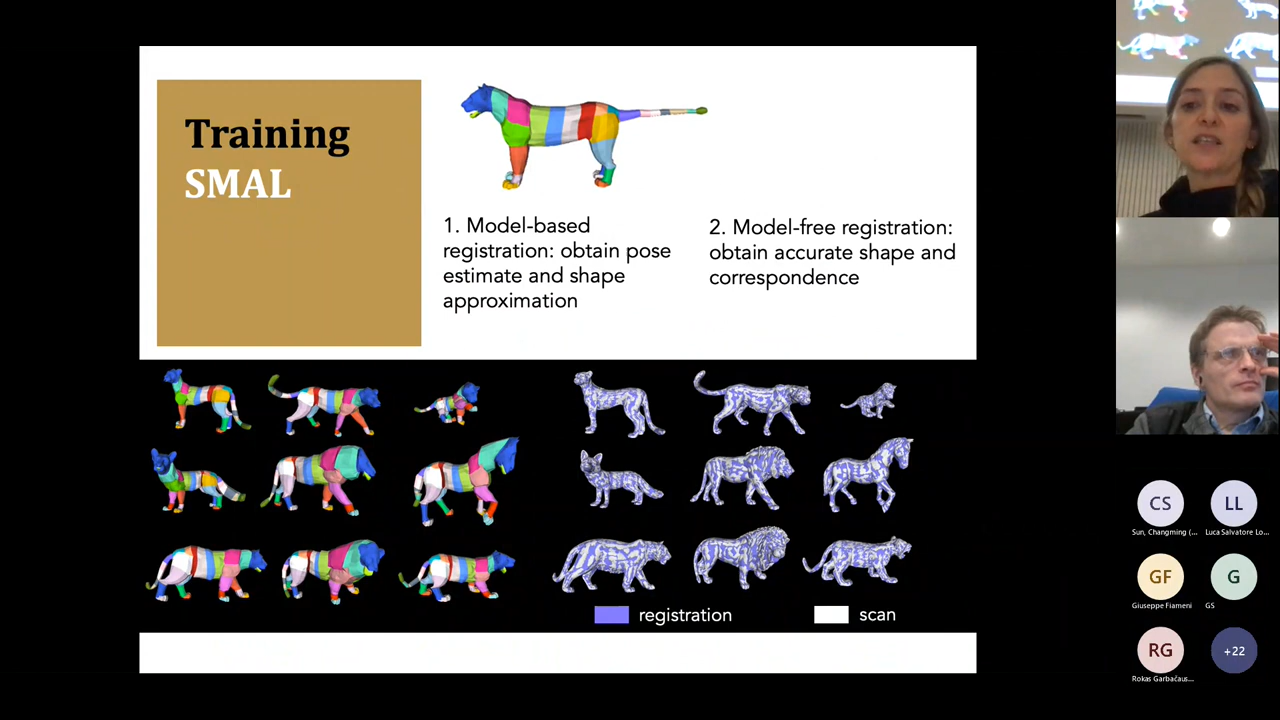 Training
SMAL
1. Model-based
registration: obtain pose
estimate and shape
approximation
2. Model-free registration:
obtain accurate shape and
correspondence
registration
scan
CS
LL
Sun, Changming (...
Luca Salvatore Lo...
GF
G
Giuseppe Fiameni
GS
RG
+22
Rokas Garbačaus...